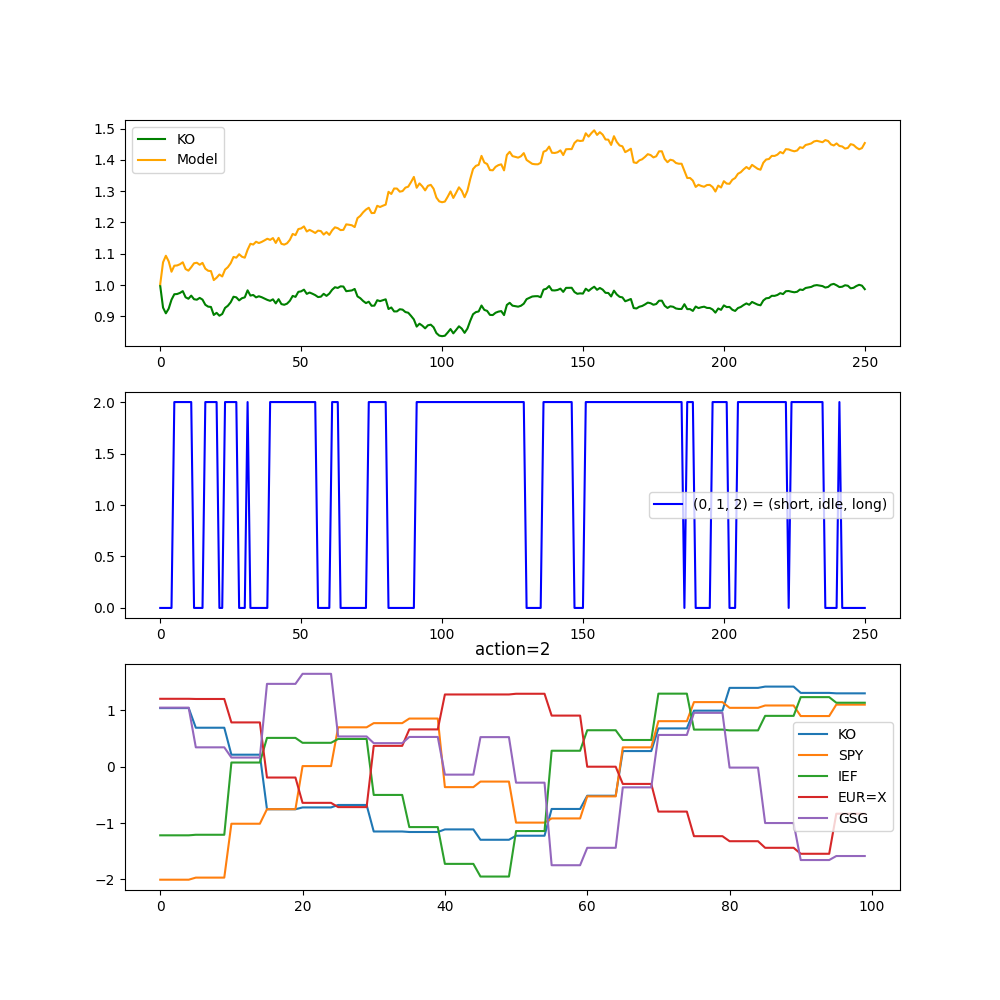 1.5
1.4
1.3
1.2
1.1
1.0
0.9
KO
Model
0 50 100 150 200 250
2.0
1.5
1.0
0.5
0.0
(0, 1, 2) = (short, idle, long)
0 50 100 150 200 250
action=2
1
0
−1
−2
KO
SPY
IEF
EUR=X
GSG
0 20 40 60 80 100